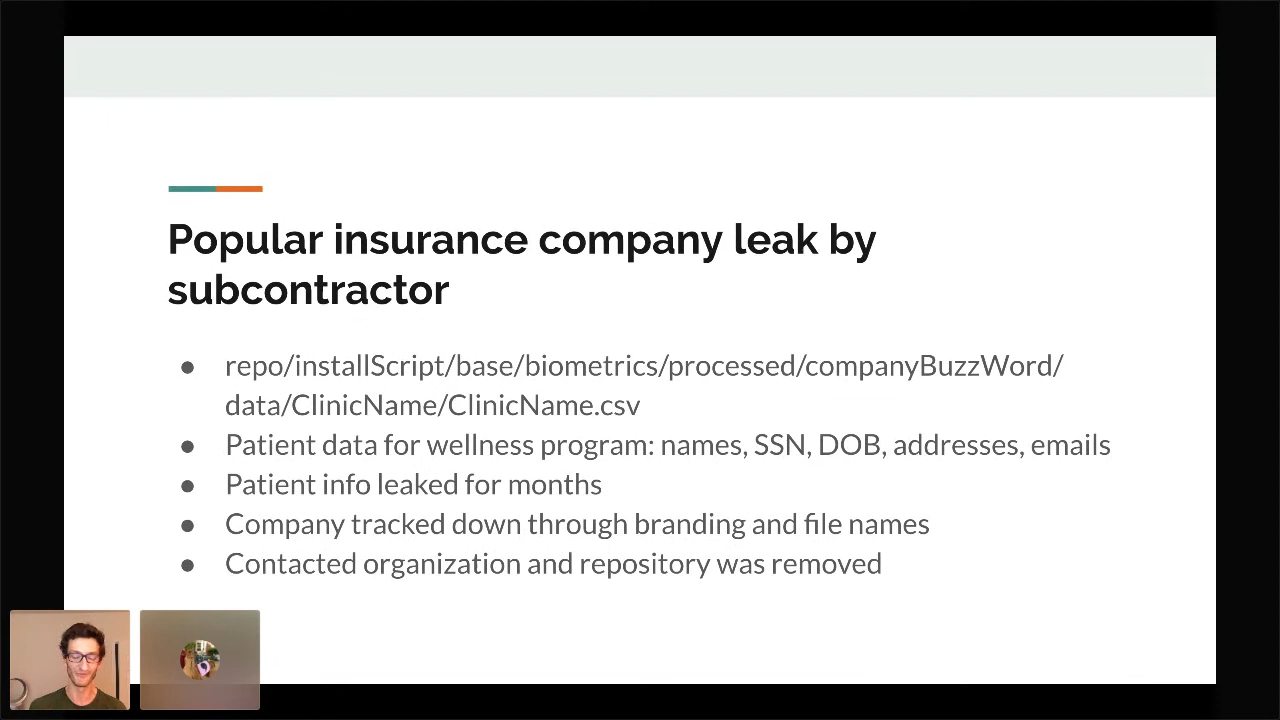 Popular insurance company leak by
subcontractor
● repo/installScript/base/biometrics/processed/companyBuzzWord/
data/ClinicName/ClinicName.csv
● Patient data for wellness program: names, SSN, DOB, addresses, emails
● Patient info leaked for months
● Company tracked down through branding and file names
● Contacted organization and repository was removed